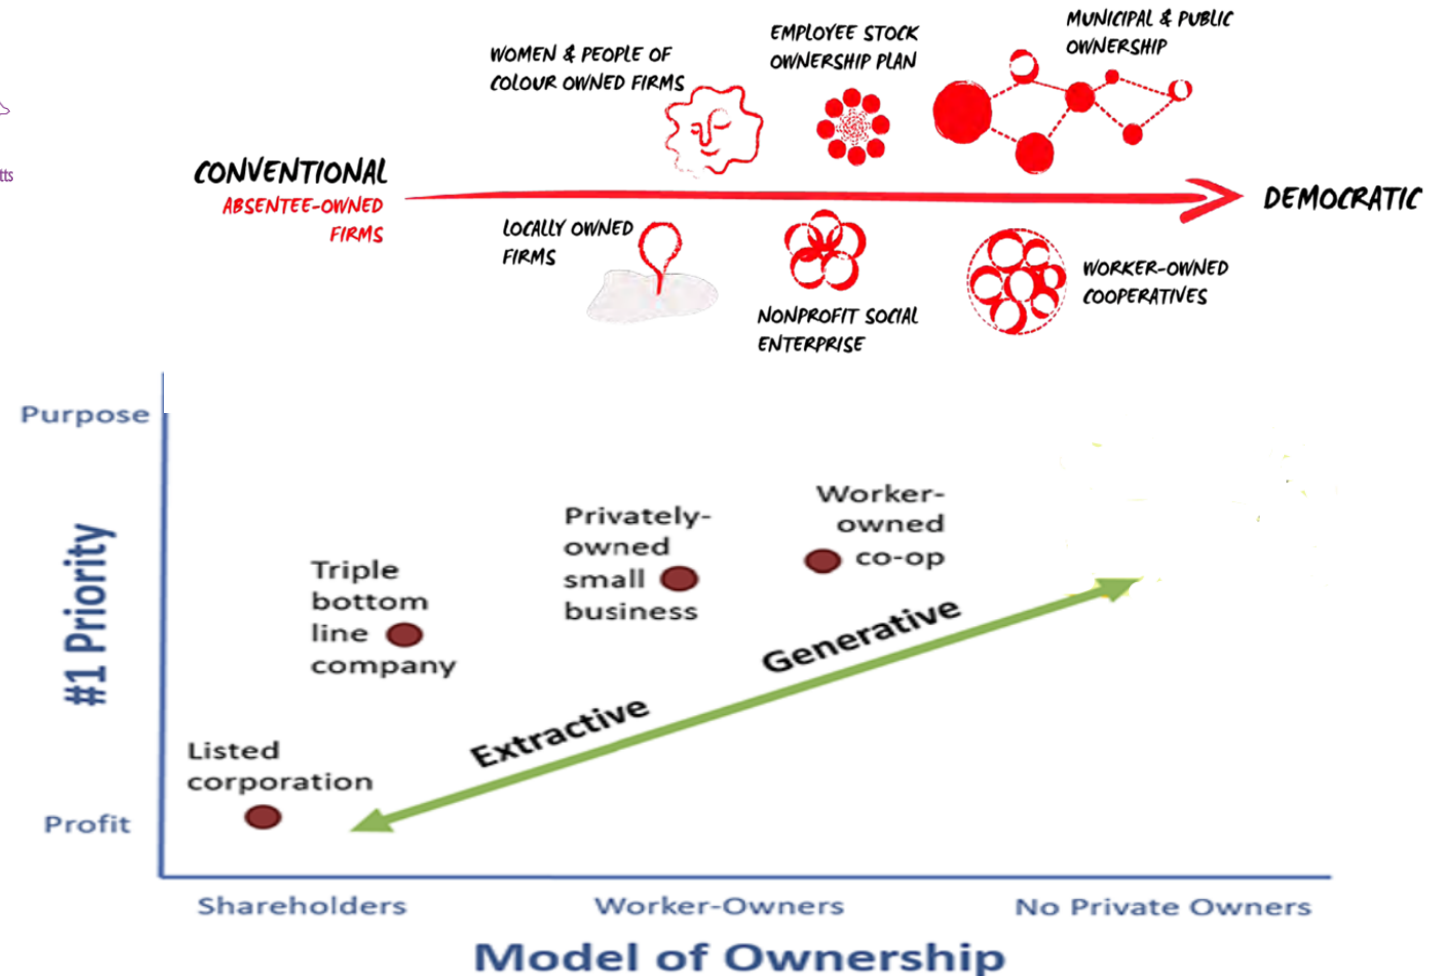 WOMEN & PEOPLE OF
COLOUR OWNED FIRMS
EMPLOYEE STOCK
OWNERSHIP PLAN
MUNICIPAL & PUBLIC
OWNERSHIP
tts
CONVENTIONAL
ABSENTEE-OWNED
FIRMS
DEMOCRATIC
LOCALLY OWNED
FIRMS
NONPROFIT SOCIAL
ENTERPRISE
WORKER-OWNED
COOPERATIVES
Purpose
#1 Priority
Profit
Worker-
owned
co-op
Privately-
owned
small
business
Triple
bottom
line
company
Listed
corporation
Generative
Extractive
Shareholders
Worker-Owners
No Private Owners
Model of Ownership